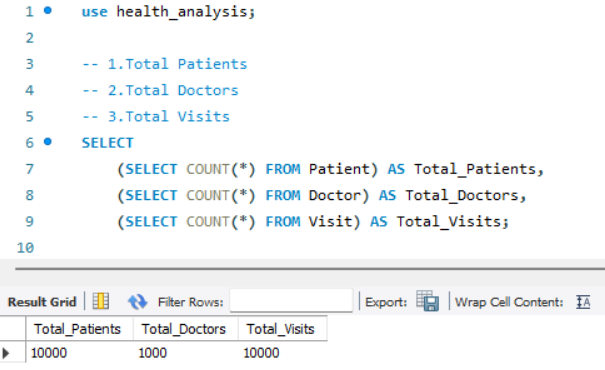 1 use health_analysis;
2
3 -- 1.Total Patients
4 -- 2.Total Doctors
5 -- 3.Total Visits
6 SELECT
7 (SELECT COUNT(*) FROM Patient) AS Total_Patients,
8 (SELECT COUNT(*) FROM Doctor) AS Total_Doctors,
9 (SELECT COUNT(*) FROM Visit) AS Total_Visits;
10
Result Grid Filter Rows: Export: Wrap Cell Content: IA
Total_Patients Total_Doctors Total_Visits
10000 1000 10000